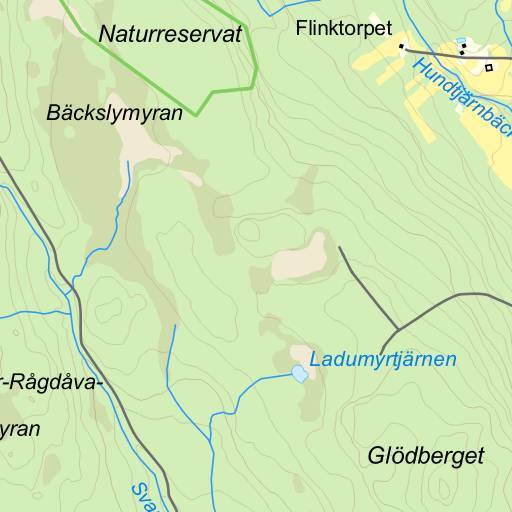 Naturreservat
Flinktorpet
Hundtjärnbäc
Bäckslymyran
Ladumyrtjärnen
r-Rågdåva-
yran
Glödberget
Sva